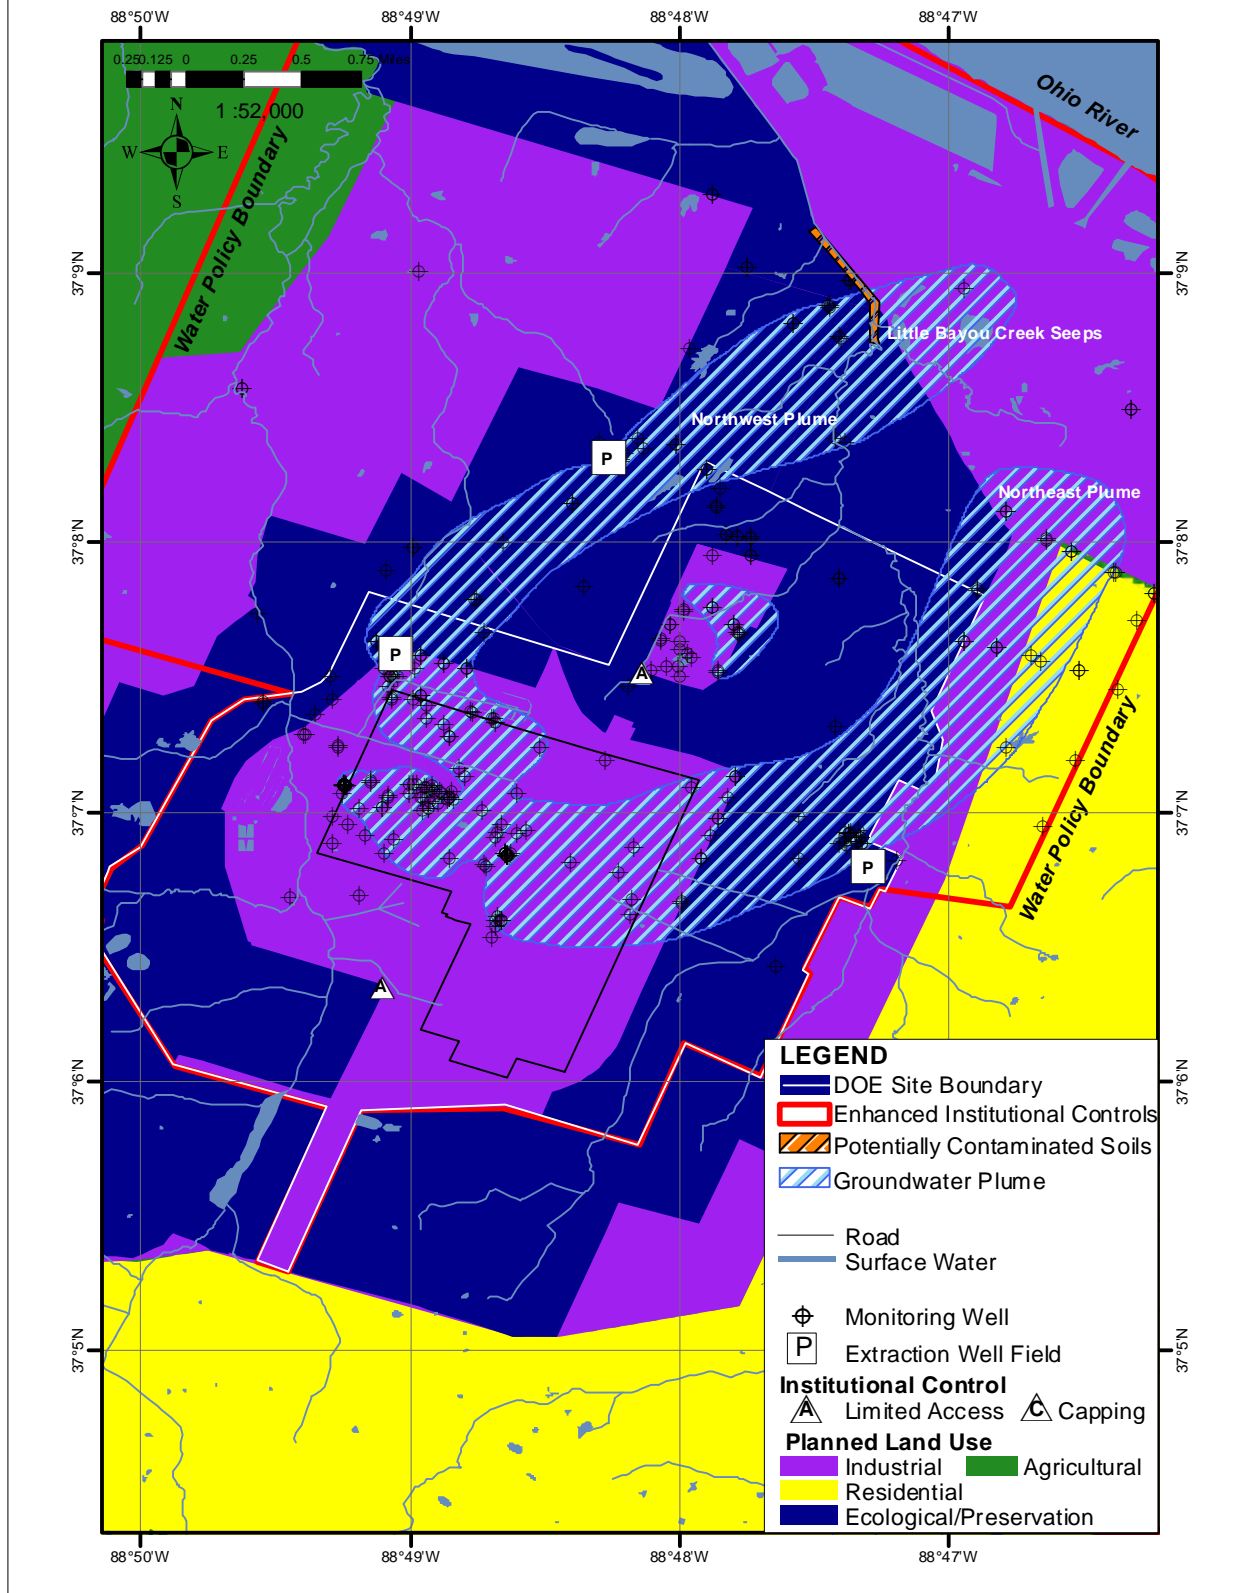 88°50'W 88°49'W 88°48'W 88°47'W
0.25 0.125 0 0.25 0.5 0.75 Miles
1 :52,000
N
W E
S
Ohio River
Water Policy Boundary
37°9'N 37°9'N
Little Bayou Creek Seeps
Northwest Plume
P
Northeast Plume
37°8'N 37°8'N
P
A
37°7'N 37°7'N
P
Water Policy Boundary
A
37°6'N 37°6'N
37°5'N 37°5'N
LEGEND
DOE Site Boundary
Enhanced Institutional Controls
Potentially Contaminated Soils
Groundwater Plume
Road
Surface Water
Monitoring Well
P Extraction Well Field
Institutional Control
A Limited Access C Capping
Planned Land Use
Industrial Agricultural
Residential
Ecological/Preservation
88°50'W 88°49'W 88°48'W 88°47'W